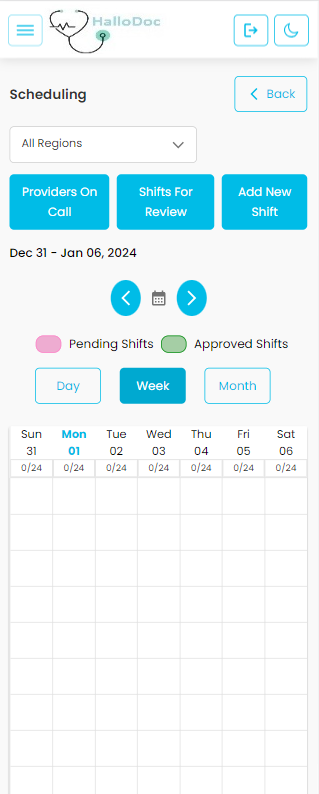 HalloDoc
Scheduling
Back
All Regions
Providers On
Call
Shifts For
Review
Add New
Shift
Dec 31 - Jan 06, 2024
Pending Shifts Approved Shifts
Day Week Month
Sun Mon Tue Wed Thu Fri Sat
31 01 02 03 04 05 06
0/24 0/24 0/24 0/24 0/24 0/24 0/24